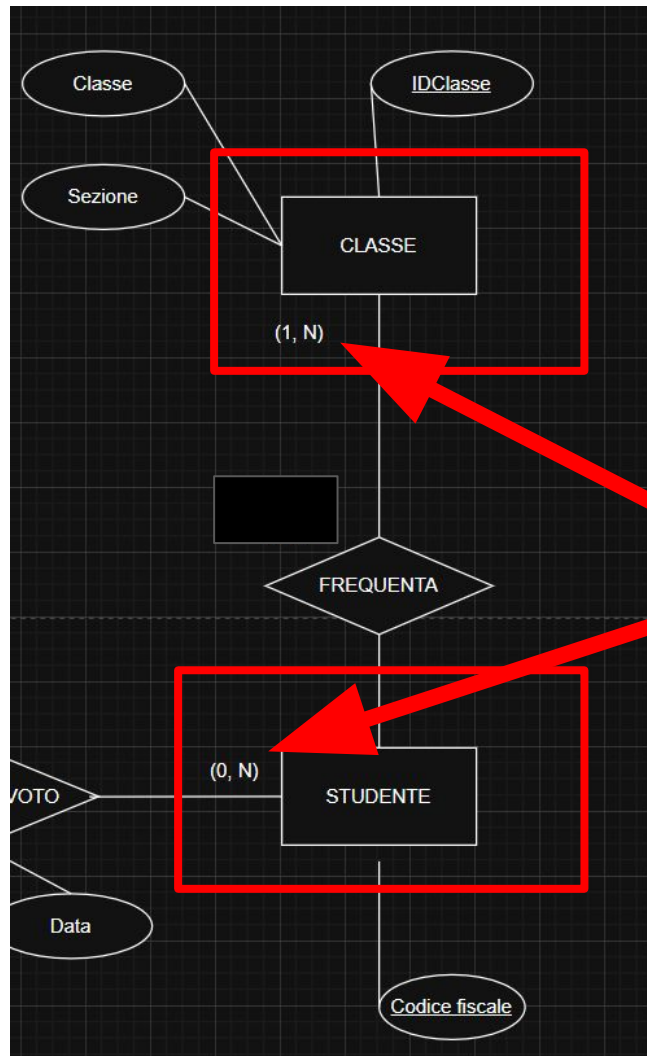 Classe
IDClasse
Sezione
CLASSE
(1, N)
FREQUENTA
(0, N)
VOTO
STUDENTE
Data
Codice fiscale